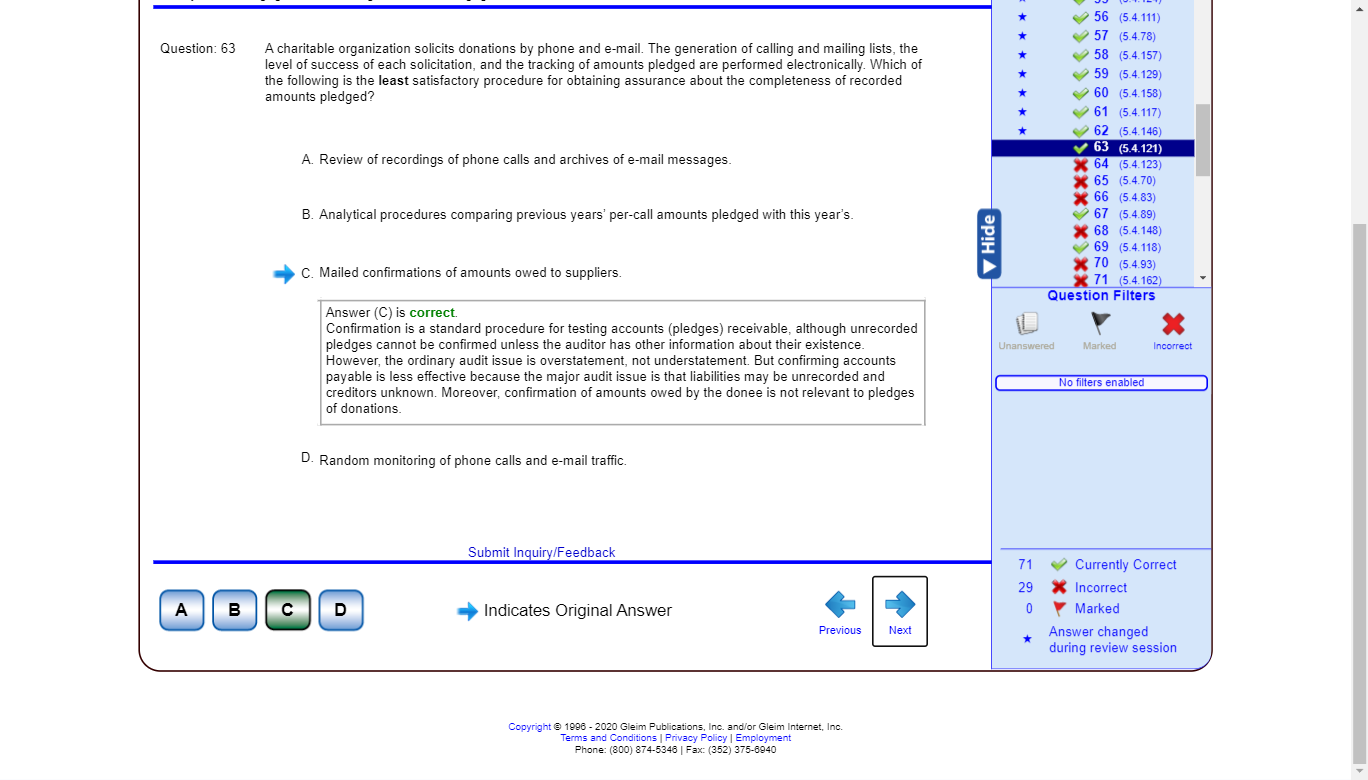 Question: 63
A charitable organization solicits donations by phone and e-mail. The generation of calling and mailing lists, the
level of success of each solicitation, and the tracking of amounts pledged are performed electronically. Which of
the following is the least satisfactory procedure for obtaining assurance about the completeness of recorded
amounts pledged?
A. Review of recordings of phone calls and archives of e-mail messages.
B. Analytical procedures comparing previous years' per-call amounts pledged with this year's.
C. Mailed confirmations of amounts owed to suppliers.
Answer (C) is correct.
Confirmation is a standard procedure for testing accounts (pledges) receivable, although unrecorded
pledges cannot be confirmed unless the auditor has other information about their existence.
However, the ordinary audit issue is overstatement, not understatement. But confirming accounts
payable is less effective because the major audit issue is that liabilities may be unrecorded and
creditors unknown. Moreover, confirmation of amounts owed by the donee is not relevant to pledges
of donations.
D. Random monitoring of phone calls and e-mail traffic.
Submit Inquiry/Feedback
A B C D
Indicates Original Answer
Previous
Next
56 (5.4.111)
57 (5.4.78)
58 (5.4.157)
59 (5.4.129)
60 (5.4.158)
61 (5.4.117)
62 (5.4.146)
63 (5.4.121)
64 (5.4.123)
65 (5.4.70)
66 (5.4.83)
67 (5.4.89)
68 (5.4.148)
69 (5.4.118)
70 (5.4.93)
71 (5.4.162)
Hide
Question Filters
Unanswered Marked Incorrect
No filters enabled
71 Currently Correct
29 Incorrect
0 Marked
Answer changed
during review session
Copyright © 1996 - 2020 Gleim Publications, Inc. and/or Gleim Internet, Inc.
Terms and Conditions | Privacy Policy | Employment
Phone: (800) 874-5346 | Fax: (352) 375-6940